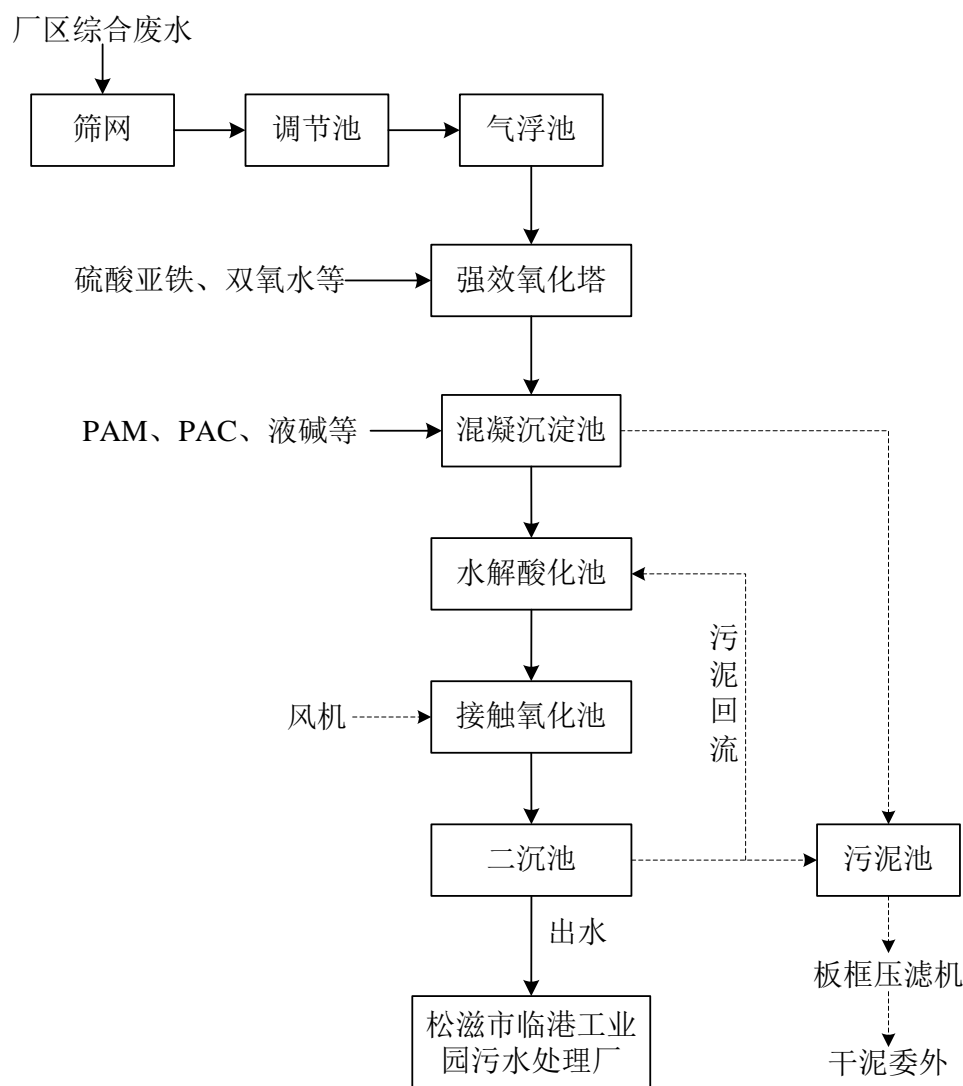 厂区综合废水
筛网
调节池
气浮池
硫酸亚铁、双氧水等
强效氧化塔
PAM、PAC、液碱等
混凝沉淀池
水解酸化池
污泥回流
风机
接触氧化池
二沉池
污泥池
出水
板框压滤机
松滋市临港工业
园污水处理厂
干泥委外